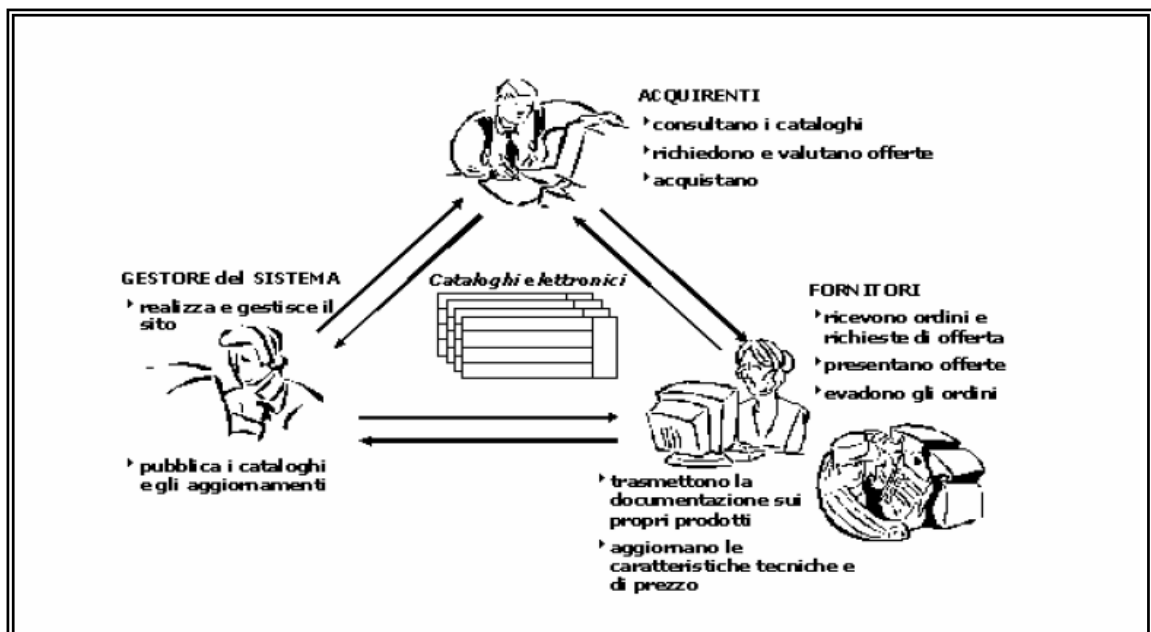 ACQUIRENTI
consultano i cataloghi
richiedono e valutano offerte
acquistano
GESTORE del SISTEMA
realizza e gestisce il
sito
pubblica i cataloghi
e gli aggiornamenti
Cataloghi elettronici
FORNITORI
ricevono ordini e
richieste di offerta
presentano offerte
evadono gli ordini
trasmettono la
documentazione sui
propri prodotti
aggiornano le
caratteristiche tecniche e
di prezzo